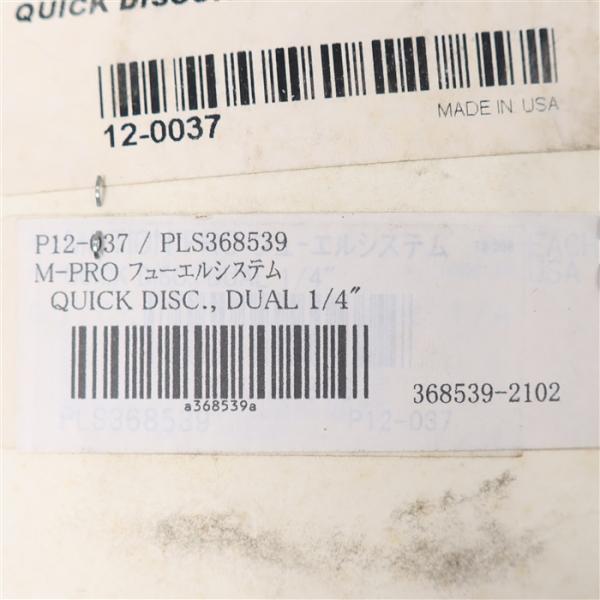 QUICK
12-0037
MADE IN USA
P12-037 / PLS368539
M-PRO フューエルシステム
QUICK DISC., DUAL 1/4"
a368539a
368539-2102
PLS368539
P12-037